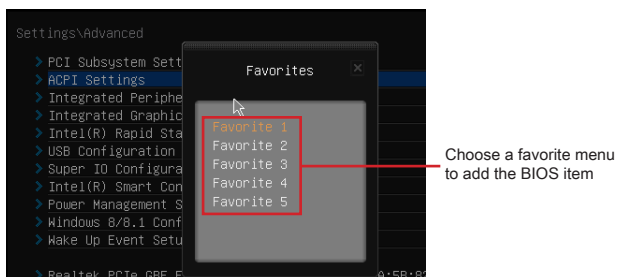 Settings\Advanced
PCI Subsystem Sett
ACPI Settings
Integrated Periphe
Integrated Graphic
Intel(R) Rapid Sta
USB Configuration
Super IO Configura
Intel(R) Smart Con
Power Management S
Windows 8/8.1 Conf
Wake Up Event Setu
Realtek PCIe GBE F
Favorites
Favorite 1
Favorite 2
Favorite 3
Favorite 4
Favorite 5
Choose a favorite menu
to add the BIOS item